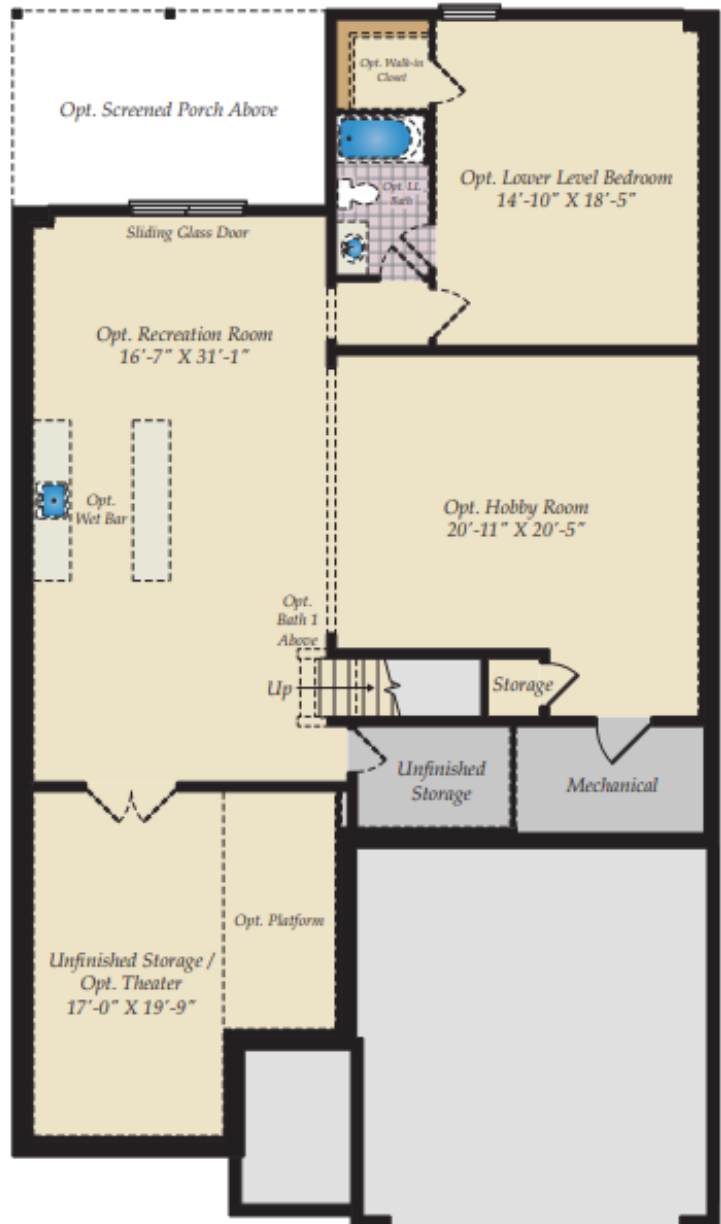 Opt. Walk-in
Closet
Opt. Screened Porch Above
Opt. Lower Level Bedroom
14'-10" X 18'-5"
Opt. LL
Bath
Sliding Glass Door
Opt. Recreation Room
16'-7" X 31'-1"
Opt.
Wet Bar
Opt. Hobby Room
20'-11" X 20'-5"
Opt.
Bath 1
Above
Up
Storage
Unfinished
Storage
Mechanical
Opt. Platform
Unfinished Storage /
Opt. Theater
17'-0" X 19'-9"